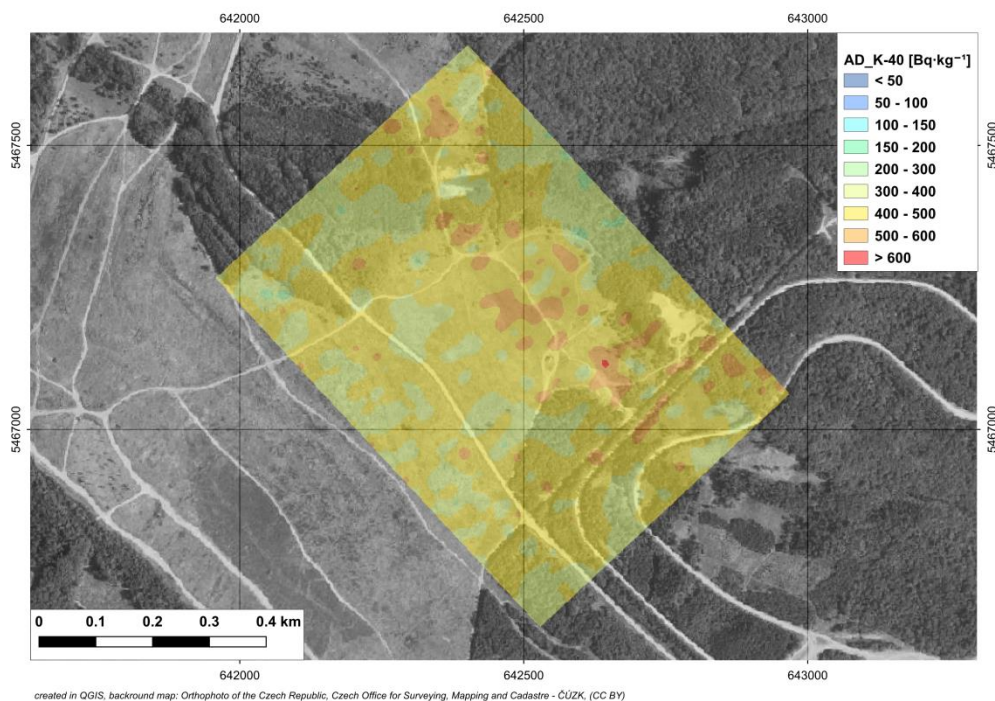 642000 642500 643000
AD_K-40 [Bq·kg⁻¹]
< 50
50 - 100
100 - 150
150 - 200
200 - 300
300 - 400
400 - 500
500 - 600
> 600
5467500 5467500
5467000 5467000
0 0.1 0.2 0.3 0.4 km
642000 642500 643000
created in QGIS, backround map: Orthophoto of the Czech Republic, Czech Office for Surveying, Mapping and Cadastre - ČÚZK, (CC BY)